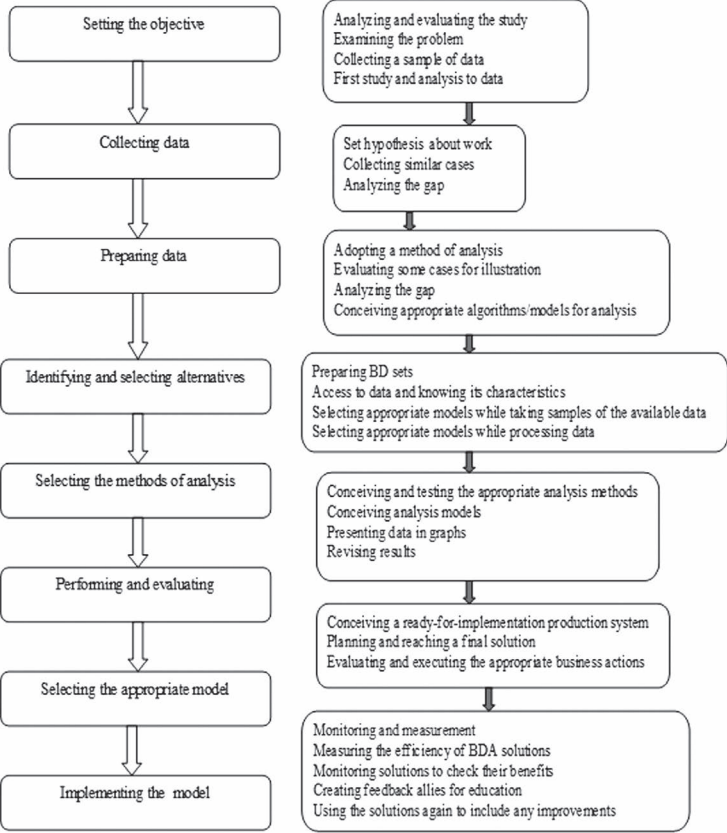 Setting the objective
Collecting data
Preparing data
Identifying and selecting alternatives
Selecting the methods of analysis
Performing and evaluating
Selecting the appropriate model
Implementing the model
Analyzing and evaluating the study
Examining the problem
Collecting a sample of data
First study and analysis to data
Set hypothesis about work
Collecting similar cases
Analyzing the gap
Adopting a method of analysis
Evaluating some cases for illustration
Analyzing the gap
Conceiving appropriate algorithms/models for analysis
Preparing BD sets
Access to data and knowing its characteristics
Selecting appropriate models while taking samples of the available data
Selecting appropriate models while processing data
Conceiving and testing the appropriate analysis methods
Conceiving analysis models
Presenting data in graphs
Revising results
Conceiving a ready-for-implementation production system
Planning and reaching a final solution
Evaluating and executing the appropriate business actions
Monitoring and measurement
Measuring the efficiency of BDA solutions
Monitoring solutions to check their benefits
Creating feedback allies for education
Using the solutions again to include any improvements